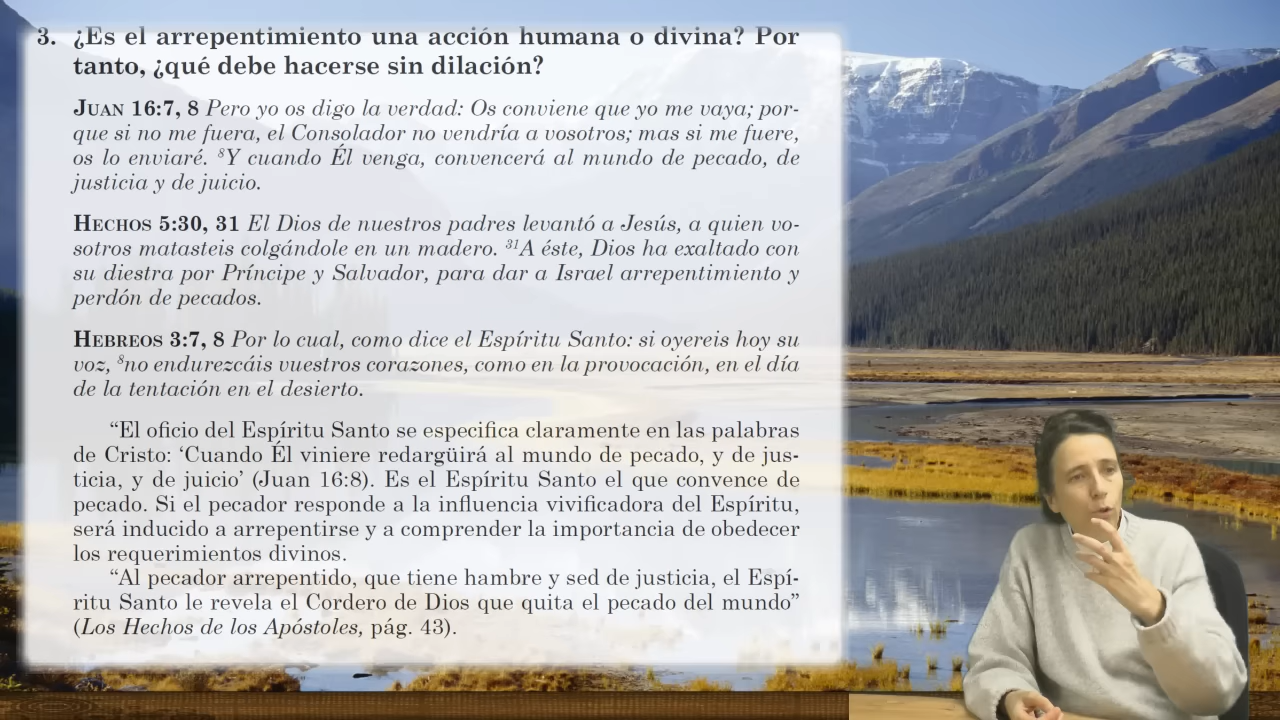 3. ¿Es el arrepentimiento una acción humana o divina? Por
tanto, ¿qué debe hacerse sin dilación?
JUAN 16:7, 8 Pero yo os digo la verdad: Os conviene que yo me vaya; por-
que si no me fuera, el Consolador no vendría a vosotros; mas si me fuere,
os lo enviaré. ⁸Y cuando Él venga, convencerá al mundo de pecado, de
justicia y de juicio.
HECHOS 5:30, 31 El Dios de nuestros padres levantó a Jesús, a quien vo-
sotros matasteis colgándole en un madero. ³¹A éste, Dios ha exaltado con
su diestra por Príncipe y Salvador, para dar a Israel arrepentimiento y
perdón de pecados.
HEBREOS 3:7, 8 Por lo cual, como dice el Espíritu Santo: si oyereis hoy su
voz, ⁸no endurezcáis vuestros corazones, como en la provocación, en el día
de la tentación en el desierto.
“El oficio del Espíritu Santo se especifica claramente en las palabras
de Cristo: ‘Cuando Él viniere redargüirá al mundo de pecado, y de jus-
ticia, y de juicio’ (Juan 16:8). Es el Espíritu Santo el que convence de
pecado. Si el pecador responde a la influencia vivificadora del Espíritu,
será inducido a arrepentirse y a comprender la importancia de obedecer
los requerimientos divinos.
“Al pecador arrepentido, que tiene hambre y sed de justicia, el Espí-
ritu Santo le revela el Cordero de Dios que quita el pecado del mundo”
(Los Hechos de los Apóstoles, pág. 43).